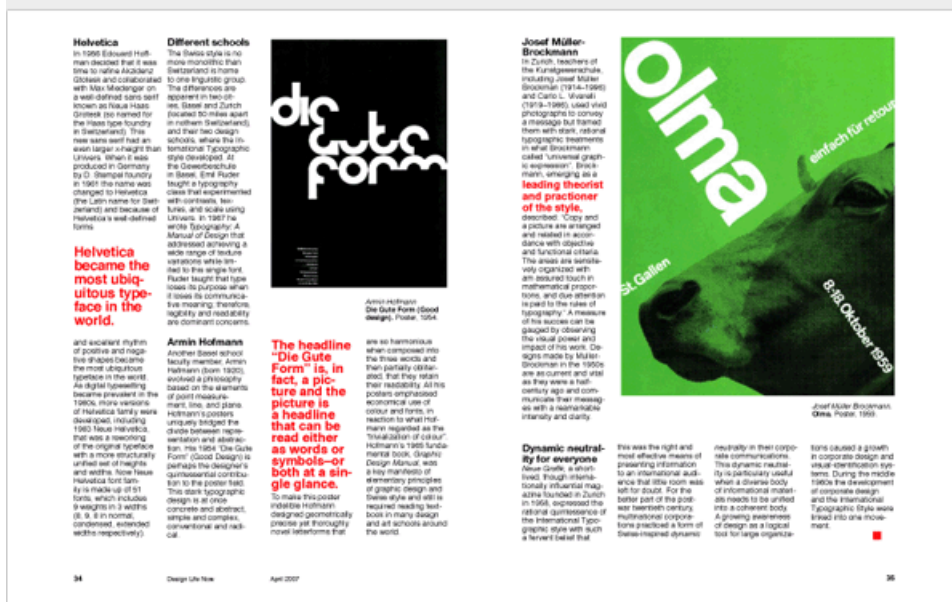 Helvetica
In 1956 Edouard Hoff-
man decided that it was
time to refine Akzidenz
Grotesk and collaborated
with Max Miedenger on
a well-defined sans serif
known as Neue Haas
Grotesk (so named for
the Haas type foundry
in Switzerland). This
new sans serif had an
even larger x-height than
Univers. When it was
produced in Germany
by D. Stempel foundry
in 1961 the name was
changed to Helvetica
(the Latin name for Swit-
zerland) and because of
Helvetica's well-defined
forms
Helvetica
became the
most ubiq-
uitous type-
face in the
world.
and excellent rhythm
of positive and nega-
tive shapes became
the most ubiquitous
typeface in the world.
As digital typesetting
became prevalent in the
1980s, more versions
of Helvetica family were
developed, including
1983 Neue Helvetica,
that was a reworking
of the original typeface
with a more structurally
unified set of heights
and widths. Now Neue
Helvetica font fam-
ily is made up of 51
fonts, which includes
9 weights in 3 widths
(8, 9, 8 in normal,
condensed, extended
widths respectively).
Different schools
The Swiss style is no
more monolithic than
Switzerland is home
to one linguistic group.
The differences are
apparent in two cit-
ies, Basel and Zurich
(located 50 miles apart
in nothern Switzerland),
and their two design
schools, where the In-
ternational Typographic
style developed. At
the Gewerbeschule
in Basel, Emil Ruder
taught a typography
class that experimented
with contrasts, tex-
tures, and scale using
Univers. In 1967 he
wrote Typography: A
Manual of Design that
addressed achieving a
wide range of texture
variations while lim-
ited to this single font.
Ruder taught that type
loses its purpose when
it loses its communica-
tive meaning; therefore,
legibility and readability
are dominant concerns.
Armin Hofmann
Another Basel school
faculty member, Armin
Hofmann (born 1920),
evolved a philosophy
based on the elements
of point measure-
ment, line, and plane.
Hofmann's posters
uniquely bridged the
divide between repre-
sentation and abstrac-
tion. His 1954 "Die Gute
Form" (Good Design) is
perhaps the designer's
quintessential contribu-
tion to the poster field.
This stark typographic
design is at once
concrete and abstract,
simple and complex,
conventional and radi-
cal.
die
Gute
Form
Armin Hofmann
Die Gute Form (Good
design). Poster, 1954.
The headline
"Die Gute
Form" is, in
fact, a pic-
ture and the
picture is
a headline
that can be
read either
as words or
symbols—or
both at a sin-
gle glance.
To make this poster
indelible Hofmann
designed geometrically
precise yet thoroughly
novel letterforms that
are so harmonious
when composed into
the three words and
then partially obliter-
ated, that they retain
their readability. All his
posters emphasised
economical use of
colour and fonts, in
reaction to what Hof-
mann regarded as the
"trivialization of colour".
Hofmann's 1965 funda-
mental book, Graphic
Design Manual, was
a key manifesto of
elementary principles
of graphic design and
Swiss style and still is
required reading text-
book in many design
and art schools around
the world.
Josef Müller-
Brockmann
In Zurich, teachers of
the Kunstgewerschule,
including Josef Müller
Brockman (1914–1996)
and Carlo L. Vivarelli
(1919–1986), used vivid
photographs to convey
a message but framed
them with stark, rational
typographic treatments
in what Brockmann
called "universal graph-
ic expression". Brock-
mann, emerging as a
leading theorist
and practioner
of the style,
described: "Copy and
a picture are arranged
and related in accor-
dance with objective
and functional criteria.
The areas are sensite-
vely organized with
am assured touch in
mathematical propor-
tions, and due attention
is paid to the rules of
typography." A measure
of his succes can be
gauged by observing
the visual power and
impact of his work. De-
signs made by Muller-
Brockman in the 1950s
are as current and vital
as they were a half-
century ago and com-
municate their messag-
es with a reamarkable
intensity and clarity.
olma
einfach für retour
St. Gallen
8-18 Oktober 1959
Josef Müller Brockmann.
Olma. Poster, 1959.
Dynamic neutral-
ity for everyone
Neue Grafik, a short-
lived, though interna-
tionally influential mag-
azine founded in Zurich
in 1958, expressed the
rational quintessence of
the International Typo-
graphic style with such
a fervent belief that
this was the right and
most effective means of
presenting information
to an international audi-
ence that little room was
left for doubt. For the
better part of the post-
war twentieth century,
multinational corpora-
tions practiced a form of
Swiss-inspired dynamic
neutrality in their corpo-
rate communications.
This dynamic neutral-
ity is particularly useful
when a diverse body
of informational materi-
als needs to be unified
into a coherent body.
A growing awareness
of design as a logical
tool for large organiza-
tions caused a growth
in corporate design and
visual-identification sys-
tems. During the middle
1960s the development
of corporate design
and the International
Typographic Style were
linked into one move-
ment.
34
Design Life Now
April 2007
35